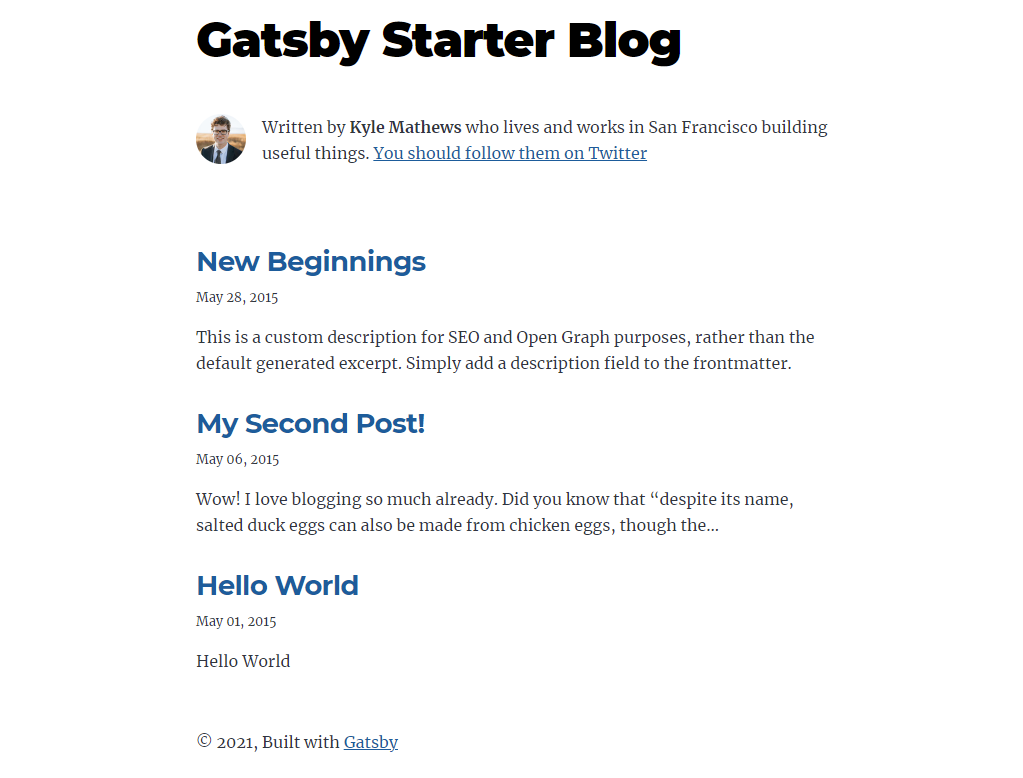 Gatsby Starter Blog
Written by Kyle Mathews who lives and works in San Francisco building
useful things. You should follow them on Twitter
New Beginnings
May 28, 2015
This is a custom description for SEO and Open Graph purposes, rather than the
default generated excerpt. Simply add a description field to the frontmatter.
My Second Post!
May 06, 2015
Wow! I love blogging so much already. Did you know that “despite its name,
salted duck eggs can also be made from chicken eggs, though the…
Hello World
May 01, 2015
Hello World
© 2021, Built with Gatsby